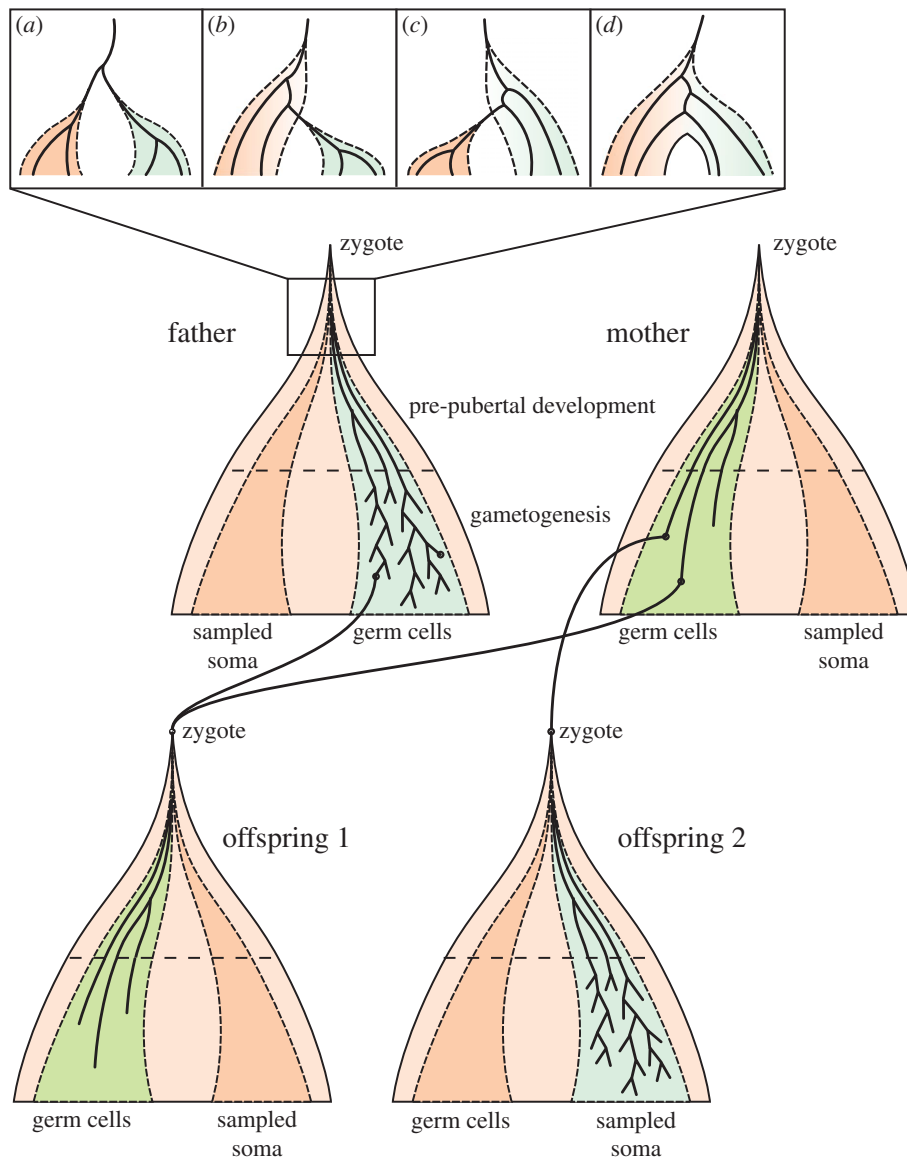 (a) (b) (c) (d)
zygote zygote
father mother
pre-pubertal development
gametogenesis
sampled germ cells germ cells sampled
soma soma
zygote zygote
offspring 1 offspring 2
germ cells sampled germ cells sampled
soma soma